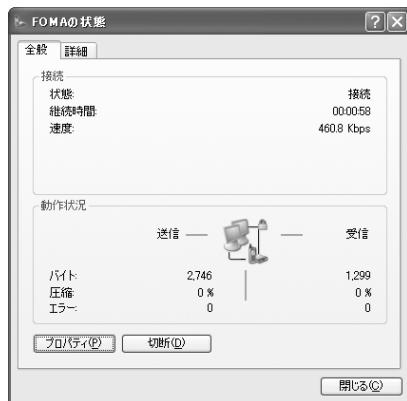 FOMAの状態
全般 詳細
接続
状態: 接続
継続時間: 00:00:58
速度: 460.8 Kbps
動作状況
送信 受信
バイト: 2,746 1,299
圧縮: 0 % 0 %
エラー: 0 0
プロパティ(P) 切断(D)
閉じる(C)